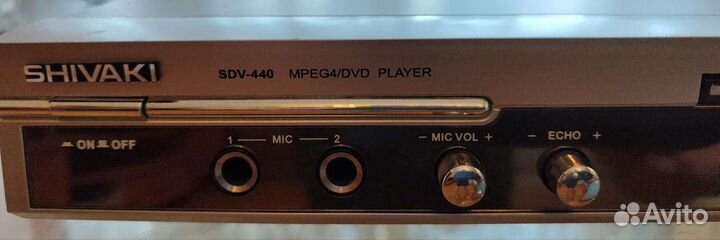 SHIVAKI
SDV-440 MPEG4/DVD PLAYER
ON OFF
1 MIC 2
- MIC VOL +
- ECHO +
Avito